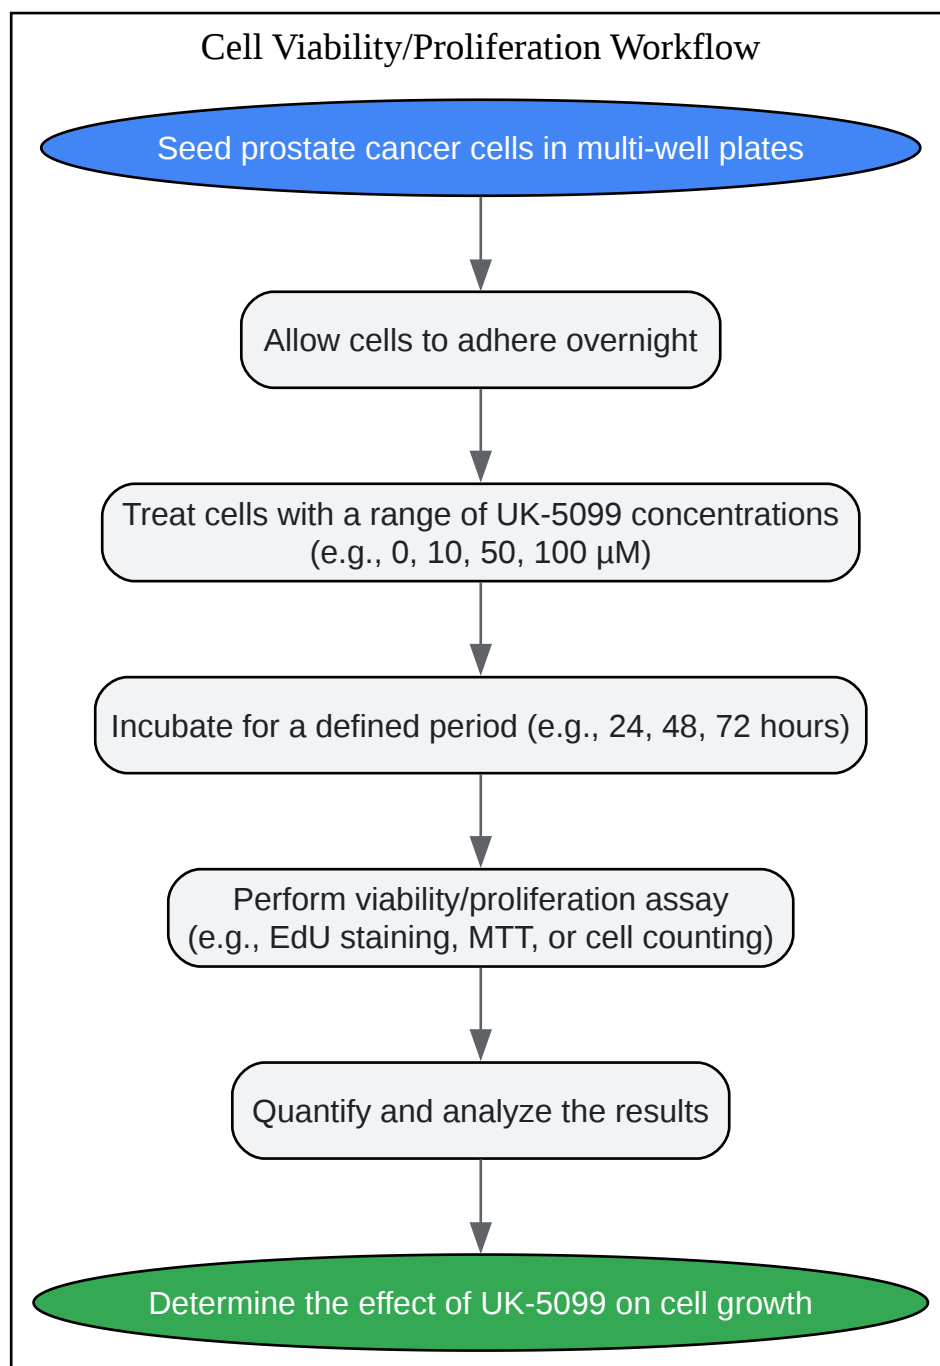 Cell Viability/Proliferation Workflow
Seed prostate cancer cells in multi-well plates
Allow cells to adhere overnight
Treat cells with a range of UK-5099 concentrations
(e.g., 0, 10, 50, 100 µM)
Incubate for a defined period (e.g., 24, 48, 72 hours)
Perform viability/proliferation assay
(e.g., EdU staining, MTT, or cell counting)
Quantify and analyze the results
Determine the effect of UK-5099 on cell growth